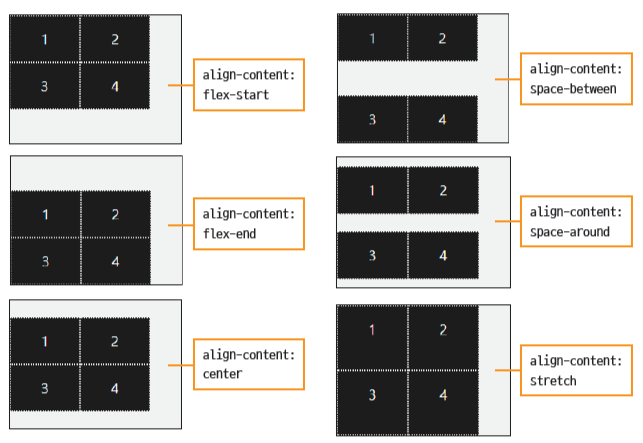 1 2
3 4
align-content:
flex-start
1 2
3 4
align-content:
space-between
1 2
3 4
align-content:
flex-end
1 2
3 4
align-content:
space-around
1 2
3 4
align-content:
center
1 2
3 4
align-content:
stretch